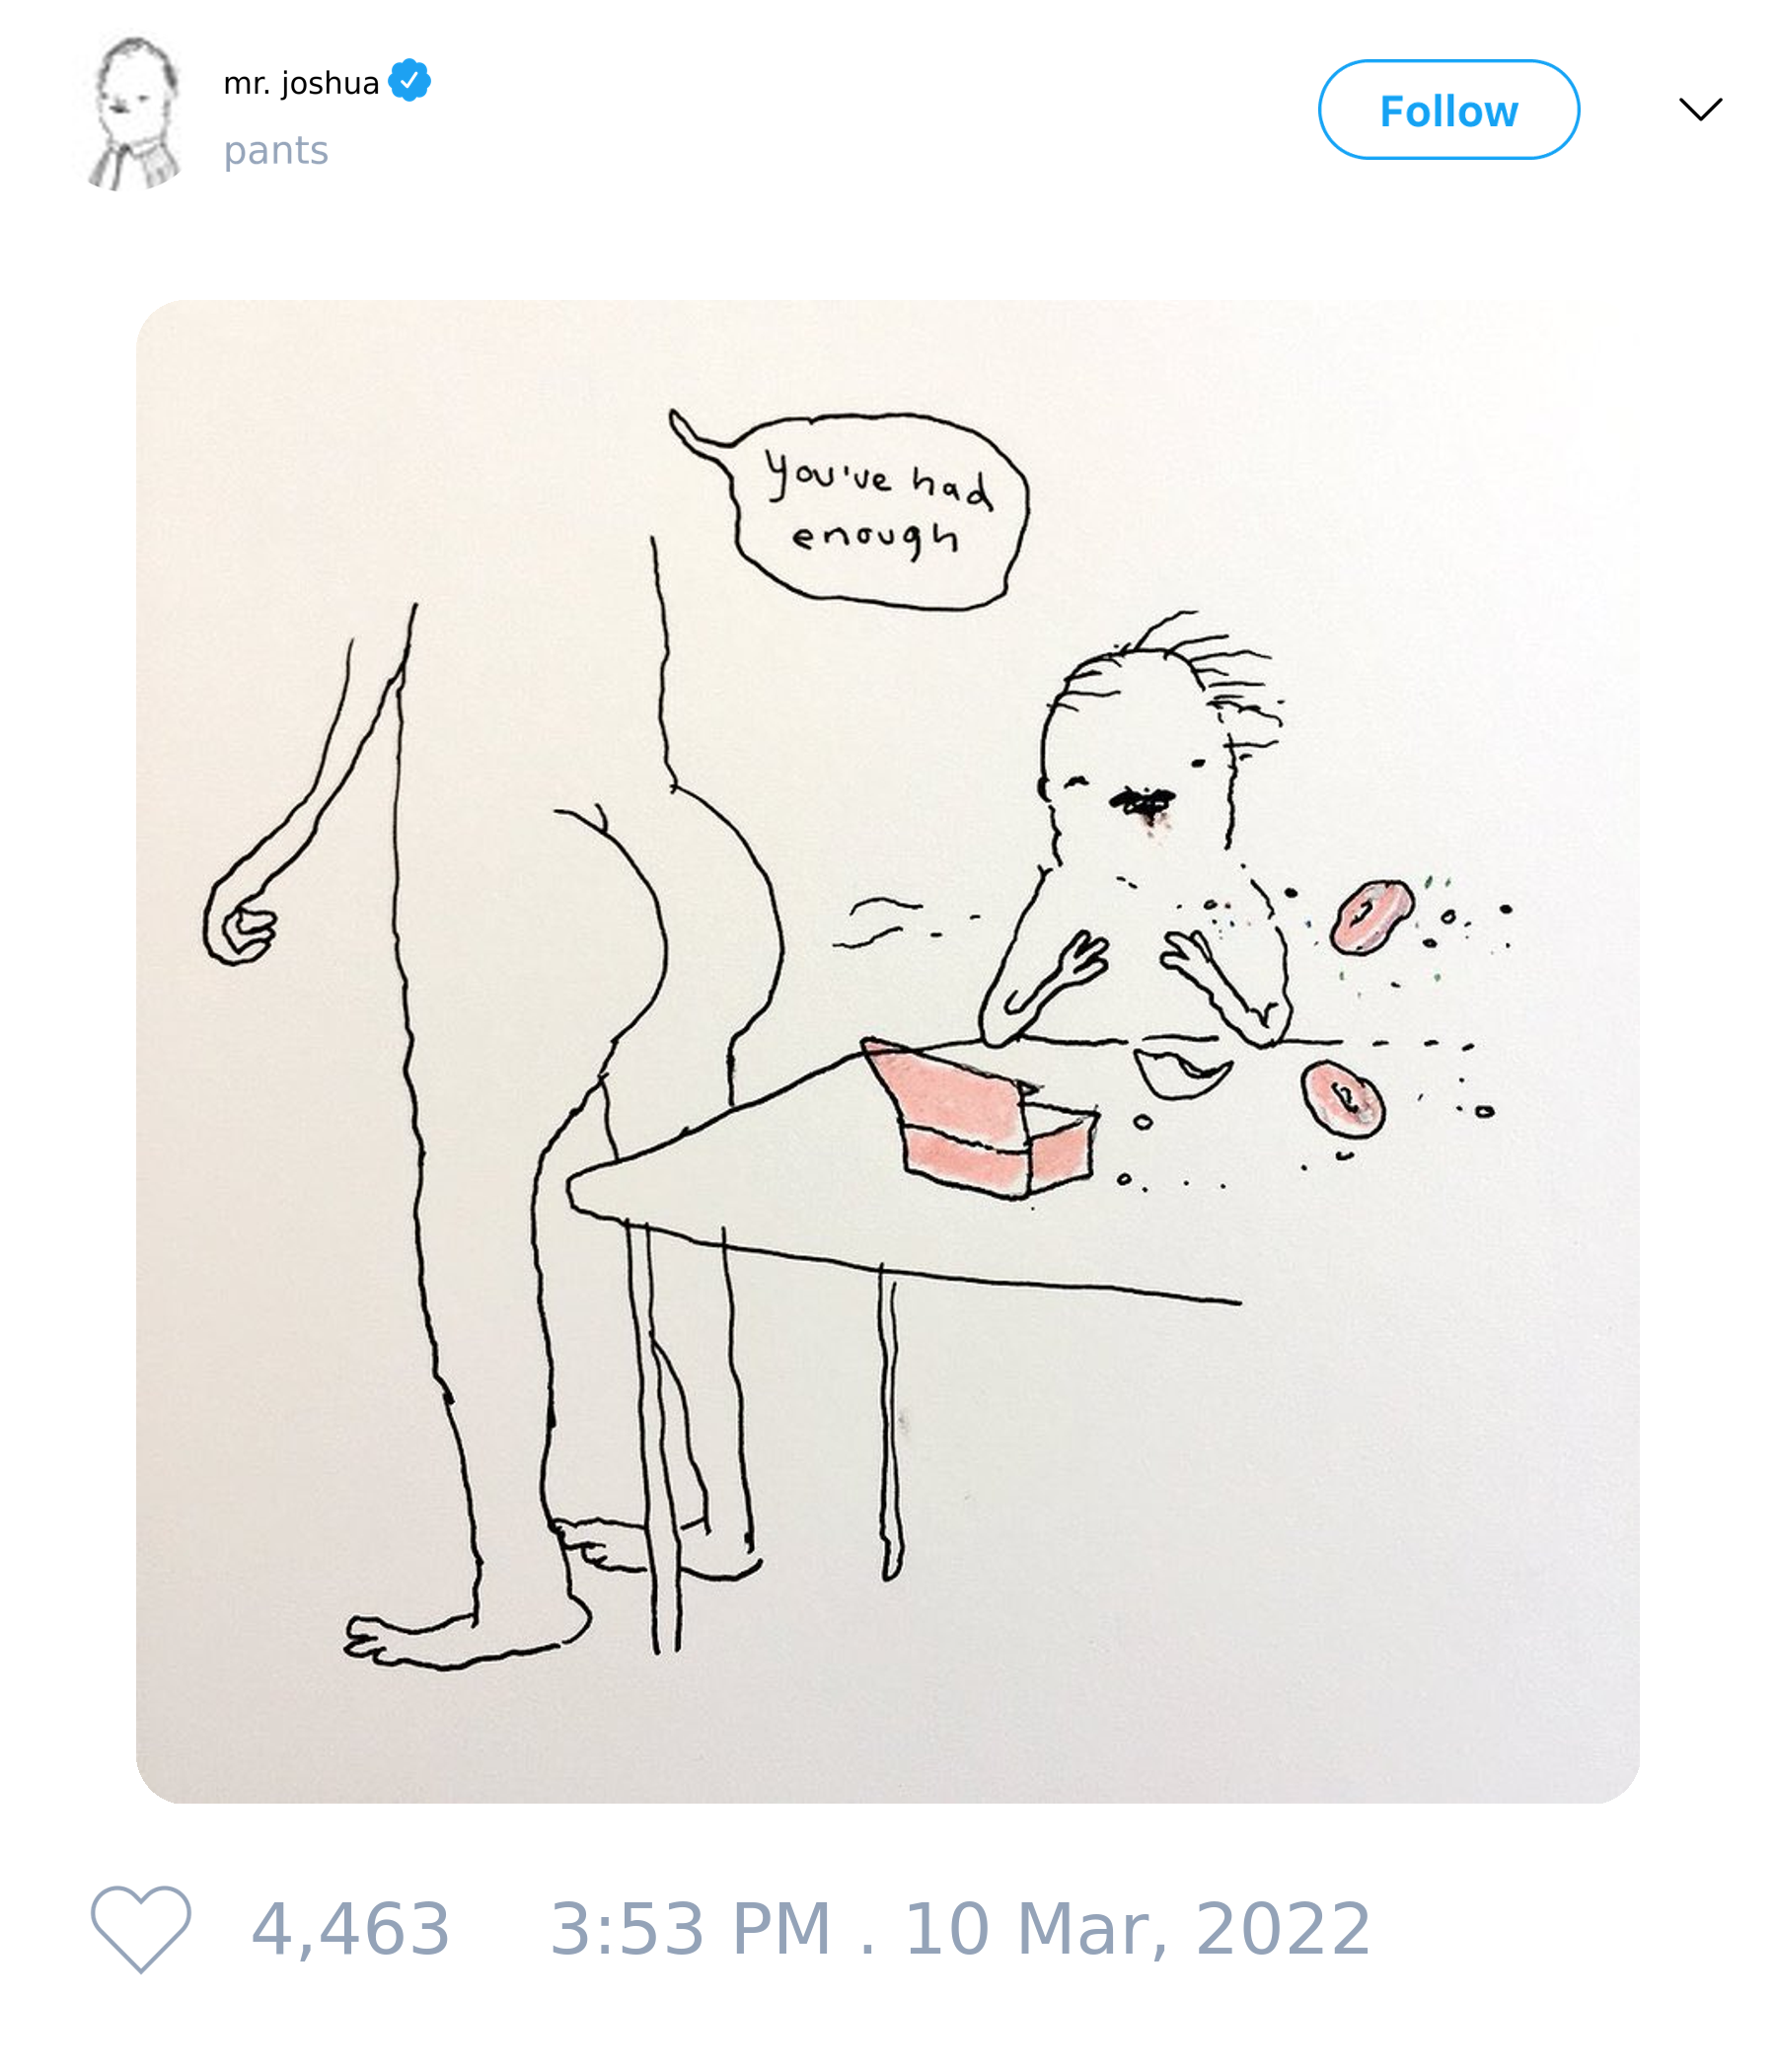 mr. joshua
pants
Follow
you've had
enough
4,463
3:53 PM . 10 Mar, 2022